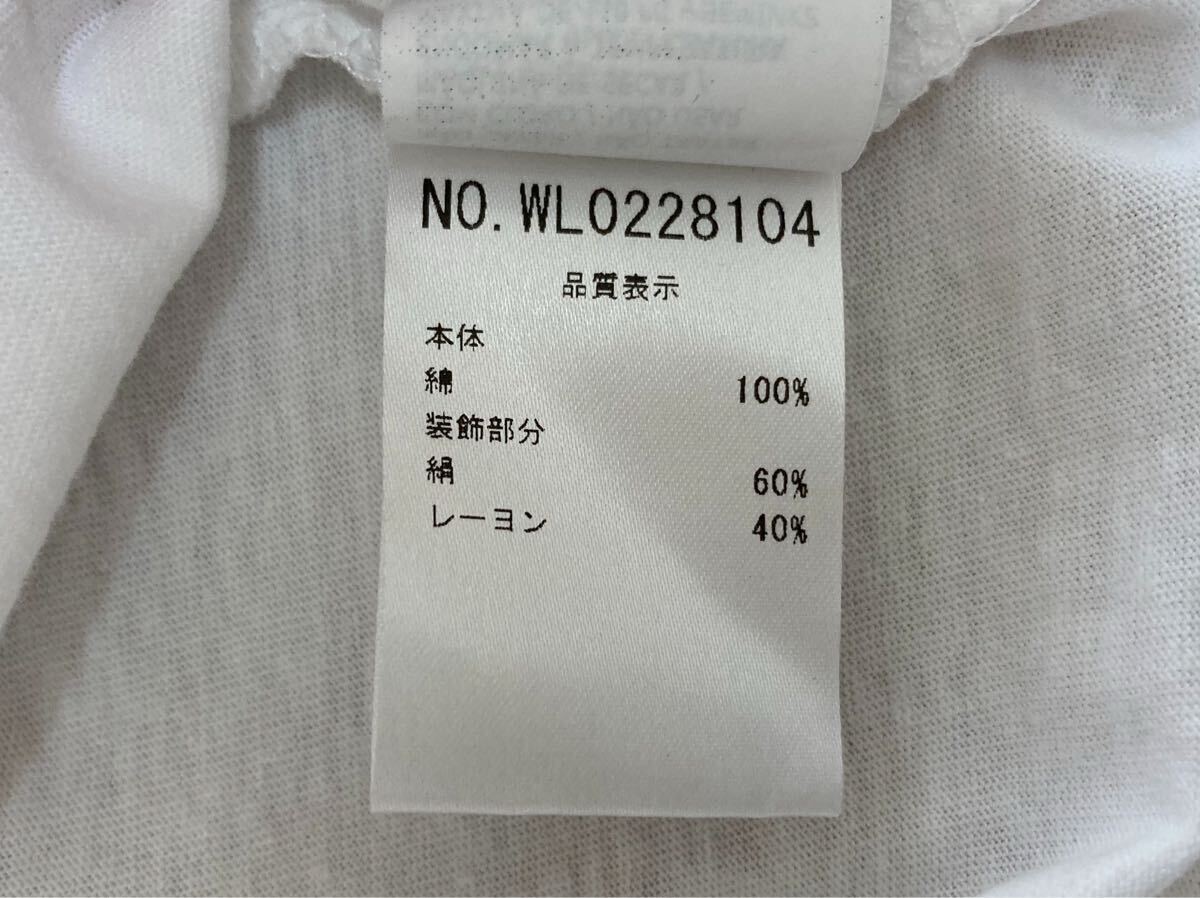 NO. WL0228104
品質表示
本体
綿 100%
装飾部分
絹 60%
レーヨン 40%